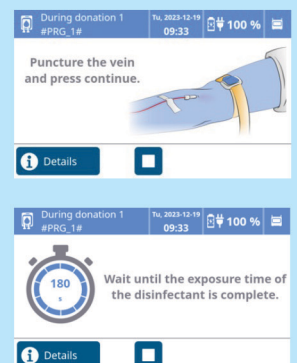 During donation 1
#PRG_1#
Tu, 2023-12-19
09:33
100 %
Puncture the vein
and press continue.
Details
During donation 1
#PRG_1#
Tu, 2023-12-19
09:33
100 %
180
s
Wait until the exposure time of
the disinfectant is complete.
Details